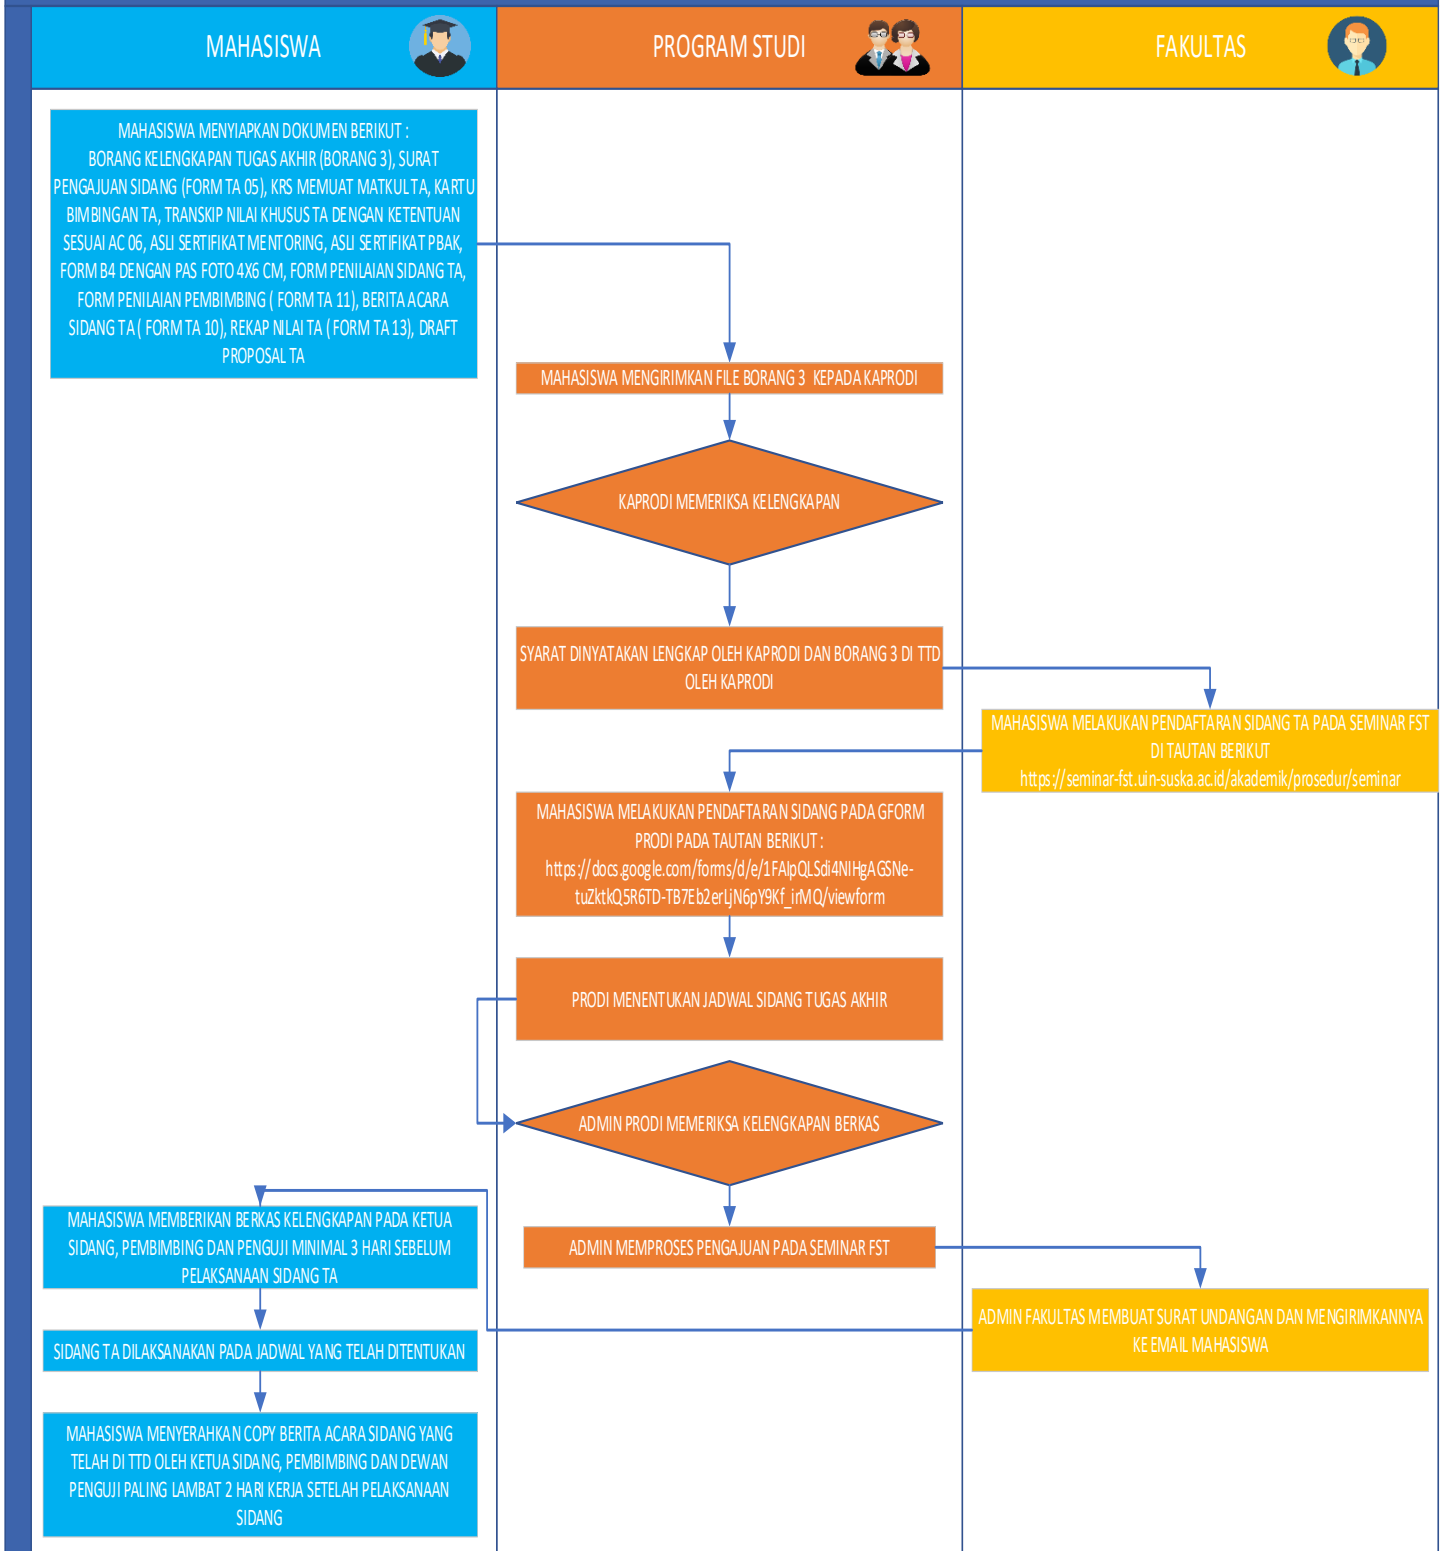 MAHASISWA
PROGRAM STUDI
FAKULTAS
MAHASISWA MENYIAPKAN DOKUMEN BERIKUT :
BORANG KELENGKAPAN TUGAS AKHIR (BORANG 3), SURAT
PENGAJUAN SIDANG (FORM TA 05), KRS MEMUAT MATKUL TA, KARTU
BIMBINGAN TA, TRANSKIP NILAI KHUSUS TA DENGAN KETENTUAN
SESUAI AC 06, ASLI SERTIFIKAT MENTORING, ASLI SERTIFIKAT PBAK,
FORM B4 DENGAN PAS FOTO 4X6 CM, FORM PENILAIAN SIDANG TA,
FORM PENILAIAN PEMBIMBING ( FORM TA 11), BERITA ACARA
SIDANG TA ( FORM TA 10), REKAP NILAI TA ( FORM TA 13), DRAFT
PROPOSAL TA
MAHASISWA MENGIRIMKAN FILE BORANG 3 KEPADA KAPRODI
KAPRODI MEMERIKSA KELENGKAPAN
SYARAT DINYATAKAN LENGKAP OLEH KAPRODI DAN BORANG 3 DI TTD
OLEH KAPRODI
MAHASISWA MELAKUKAN PENDAFTARAN SIDANG TA PADA SEMINAR FST
DI TAUTAN BERIKUT
https://seminar-fst.uin-suska.ac.id/akademik/prosedur/seminar
MAHASISWA MELAKUKAN PENDAFTARAN SIDANG PADA GFORM
PRODI PADA TAUTAN BERIKUT :
https://docs.google.com/forms/d/e/1FAIpQLSdi4NIHgAGSNe-
tuZktkQ5R6TD-TB7Eb2erLjN6pY9Kf_irMQ/viewform
PRODI MENENTUKAN JADWAL SIDANG TUGAS AKHIR
ADMIN PRODI MEMERIKSA KELENGKAPAN BERKAS
ADMIN MEMPROSES PENGAJUAN PADA SEMINAR FST
ADMIN FAKULTAS MEMBUAT SURAT UNDANGAN DAN MENGIRIMKANNYA
KE EMAIL MAHASISWA
MAHASISWA MEMBERIKAN BERKAS KELENGKAPAN PADA KETUA
SIDANG, PEMBIMBING DAN PENGUJI MINIMAL 3 HARI SEBELUM
PELAKSANAAN SIDANG TA
SIDANG TA DILAKSANAKAN PADA JADWAL YANG TELAH DITENTUKAN
MAHASISWA MENYERAHKAN COPY BERITA ACARA SIDANG YANG
TELAH DI TTD OLEH KETUA SIDANG, PEMBIMBING DAN DEWAN
PENGUJI PALING LAMBAT 2 HARI KERJA SETELAH PELAKSANAAN
SIDANG